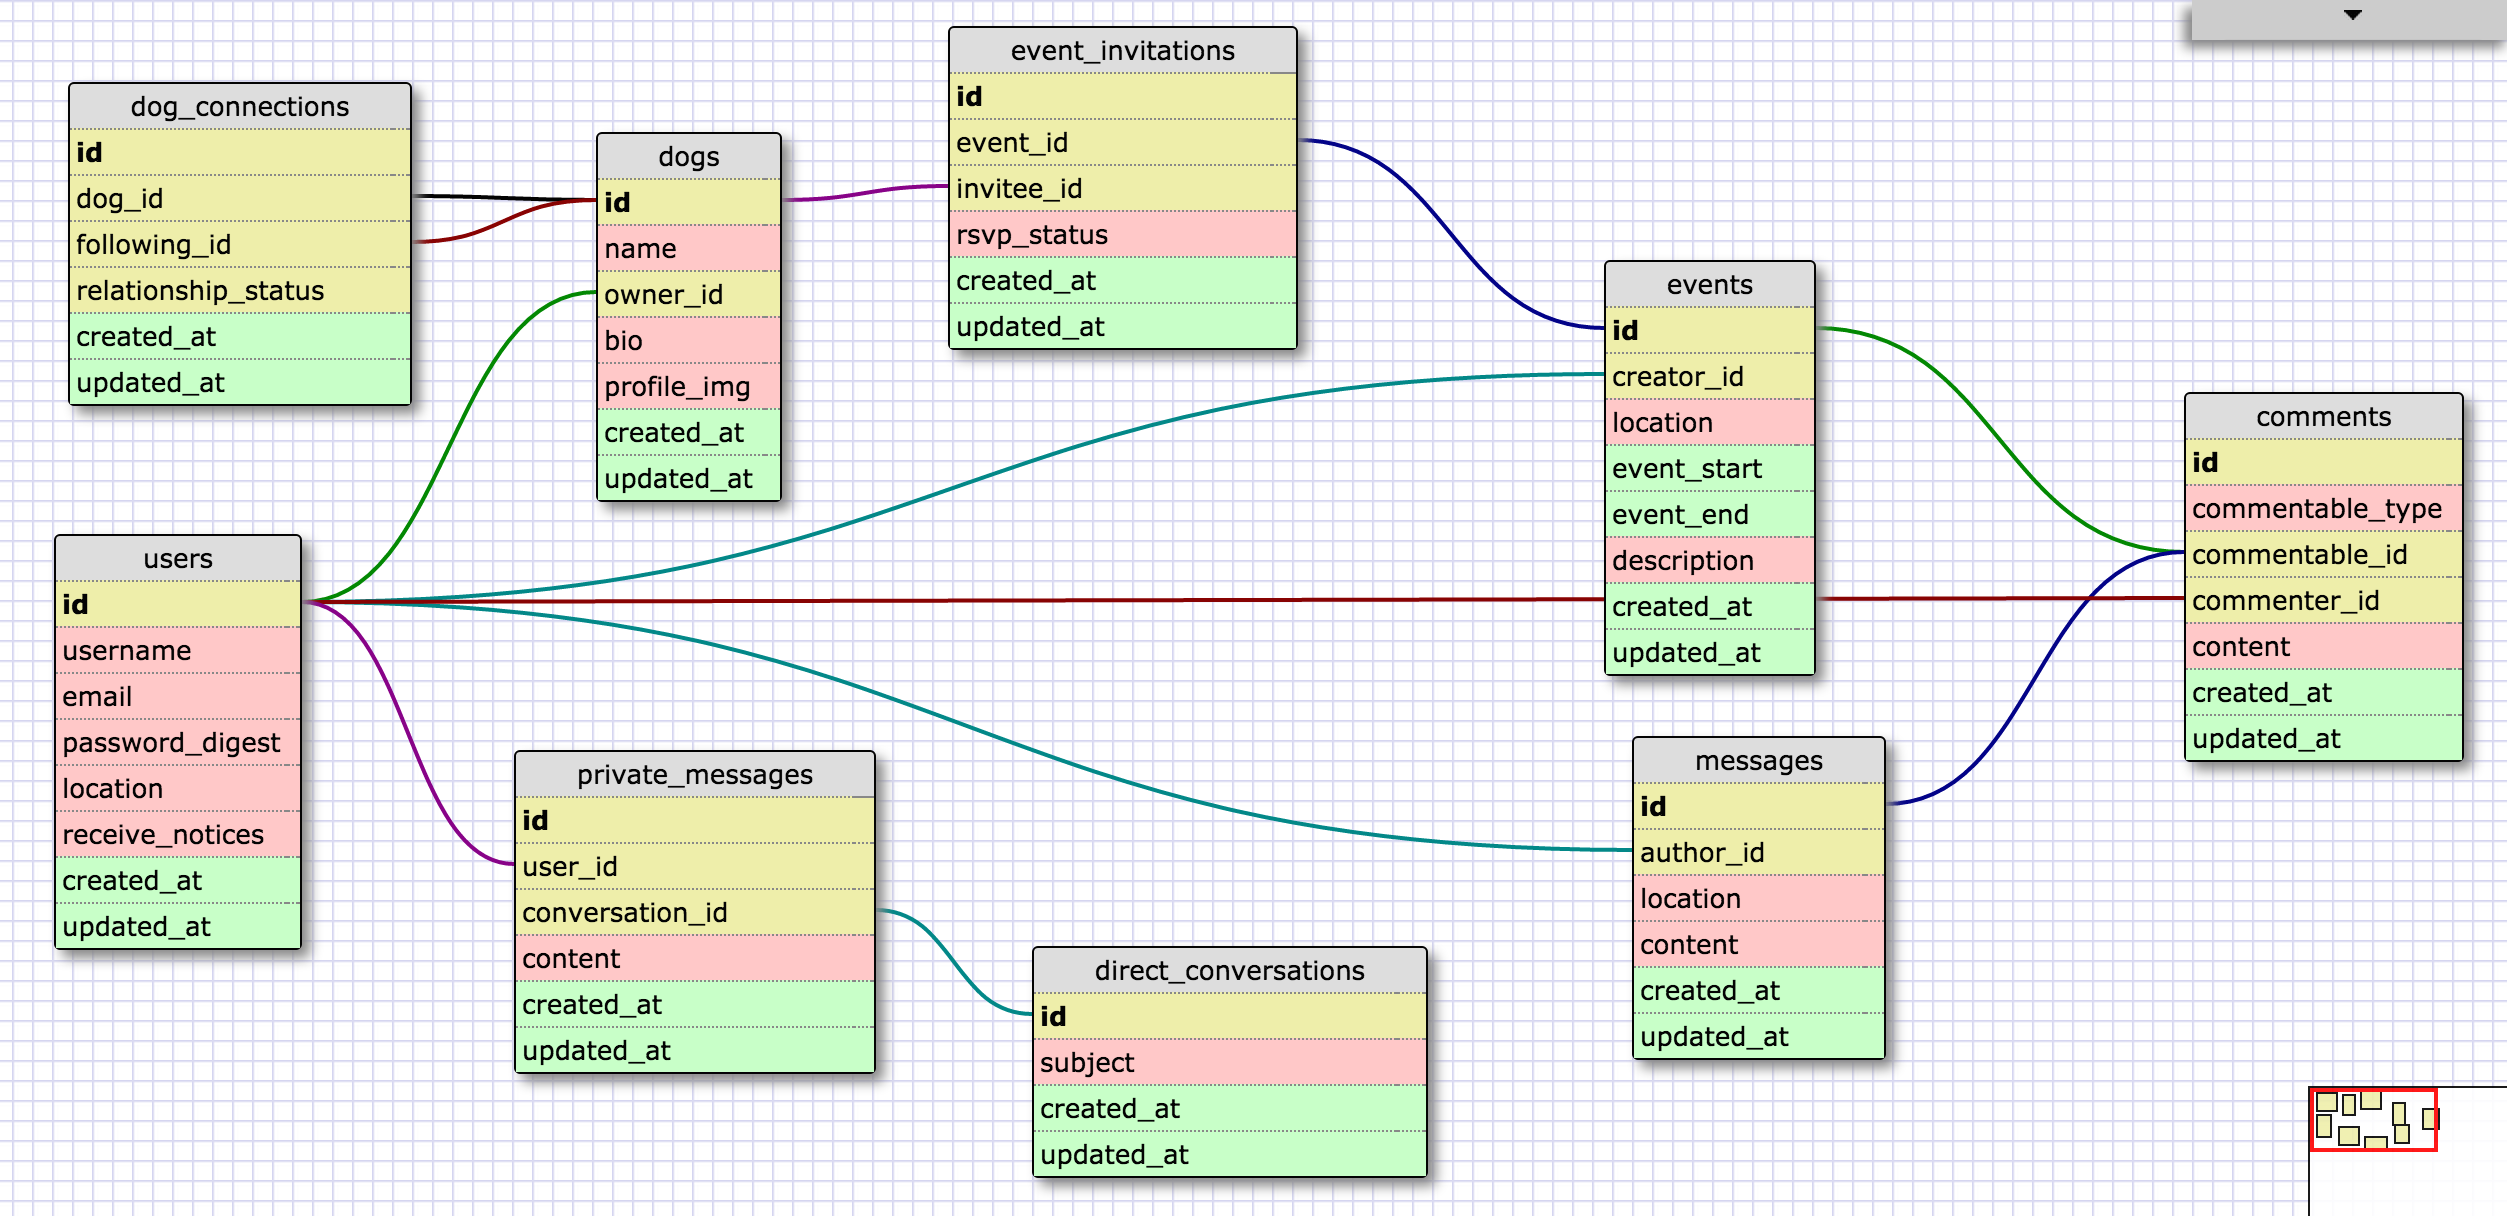 event_invitations
id
event_id
invitee_id
rsvp_status
created_at
updated_at
dog_connections
id
dog_id
following_id
relationship_status
created_at
updated_at
dogs
id
name
owner_id
bio
profile_img
created_at
updated_at
events
id
creator_id
location
event_start
event_end
description
created_at
updated_at
comments
id
commentable_type
commentable_id
commenter_id
content
created_at
updated_at
users
id
username
email
password_digest
location
receive_notices
created_at
updated_at
private_messages
id
user_id
conversation_id
content
created_at
updated_at
messages
id
author_id
location
content
created_at
updated_at
direct_conversations
id
subject
created_at
updated_at